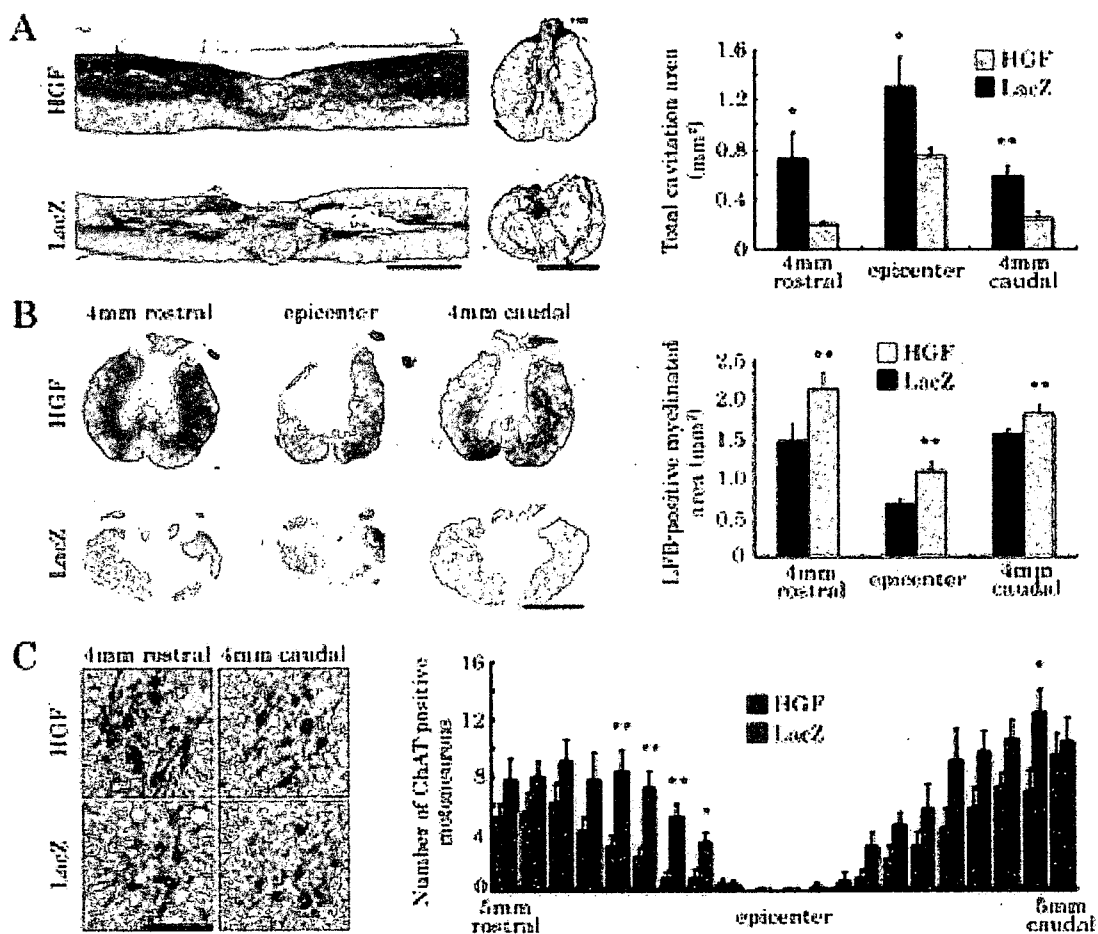 A
HGF
LacZ
1.6
1.2
0.8
0.4
0
Total cavitation area
(mm²)
*
*
**
HGF
LacZ
4mm
rostral
epicenter
4mm
caudal
B
4mm rostral
epicenter
4mm caudal
HGF
LacZ
2.5
2.0
1.5
1.0
0.5
0
LFB-positive myelinated
area (mm²)
**
**
**
HGF
LacZ
4mm
rostral
epicenter
4mm
caudal
C
4mm rostral
4mm caudal
HGF
LacZ
16
12
8
4
0
Number of ChAT-positive
motoneurons
**
**
**
*
*
HGF
LacZ
5mm
rostral
epicenter
5mm
caudal